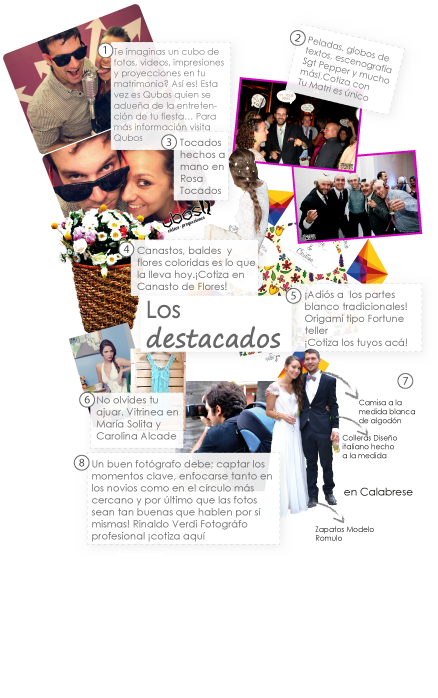 1
Te imaginas un cubo de
fotos, videos, impresiones
y proyecciones en tu
matrimonio? Así es! Esta
vez es Qubos quien se
adueña de la entreten-
ción de tu fiesta... Para
más información visita
Qubos
2
Peladas, globos de
textos, escenografía
Sgt Pepper y mucho
más!.Cotiza con
Tu Matri es único
3
Tocados
hechos a
mano en
Rosa
Tocados
4
Canastos, baldes y
flores coloridas es lo que
la lleva hoy.¡Cotiza en
Canasto de Flores!
5
¡Adiós a los partes
blanco tradicionales!
Origami tipo Fortune
teller
¡Cotiza los tuyos acá!
Los
destacados
6
No olvides tu
ajuar. Vitrinea en
María Solita y
Carolina Alcade
7
Camisa a la
medida blanca
de algodón
Colleras Diseño
italiano hecho
a la medida
en Calabrese
Zapatos Modelo
Romulo
8
Un buen fotógrafo debe; captar los
momentos clave, enfocarse tanto en
los novios como en el círculo más
cercano y por último que las fotos
sean tan buenas que hablen por sí
mismas! Rinaldo Verdi Fotográfo
profesional ¡cotiza aquí